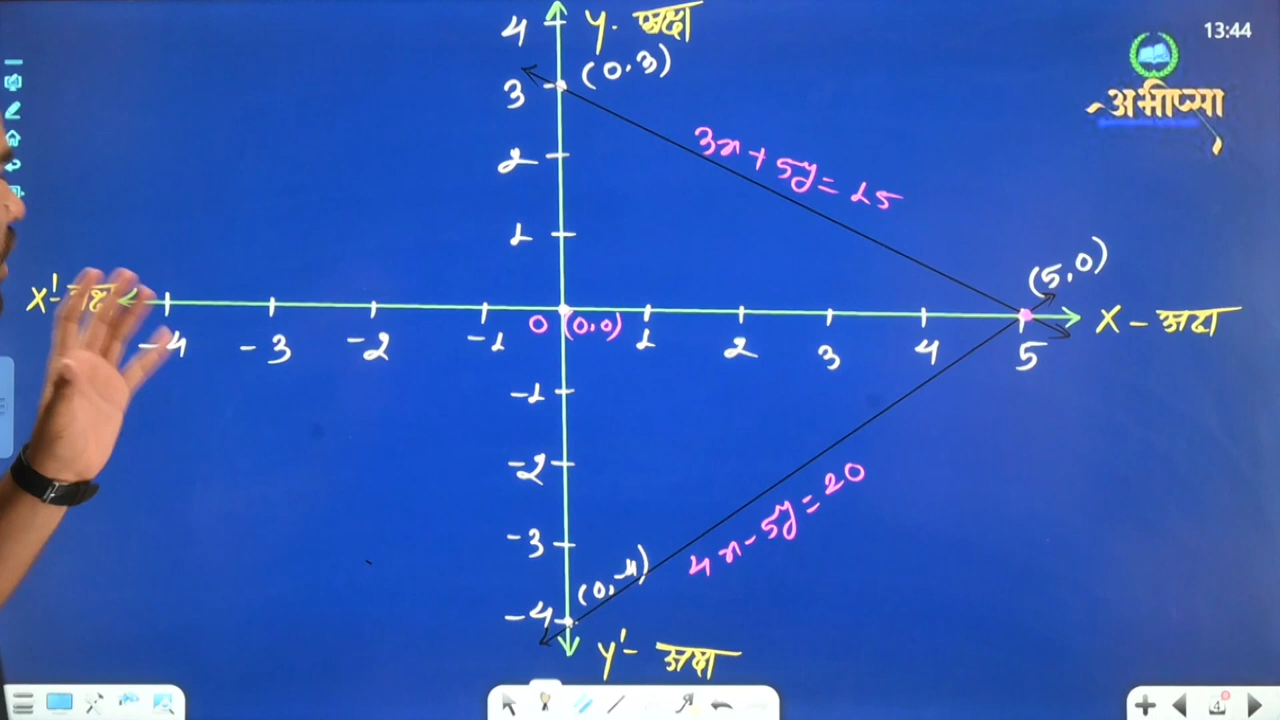 13:44
अभीप्सा
4 Y- अक्ष
3 (0,3)
3x + 5y = 15
2
1
(5,0)
X'- अक्ष
X - अक्ष
-4 -3 -2 -1 0 (0,0) 1 2 3 4 5
-1
-2
4x - 5y = 20
-3
(0,-4)
-4
Y'- अक्ष
4